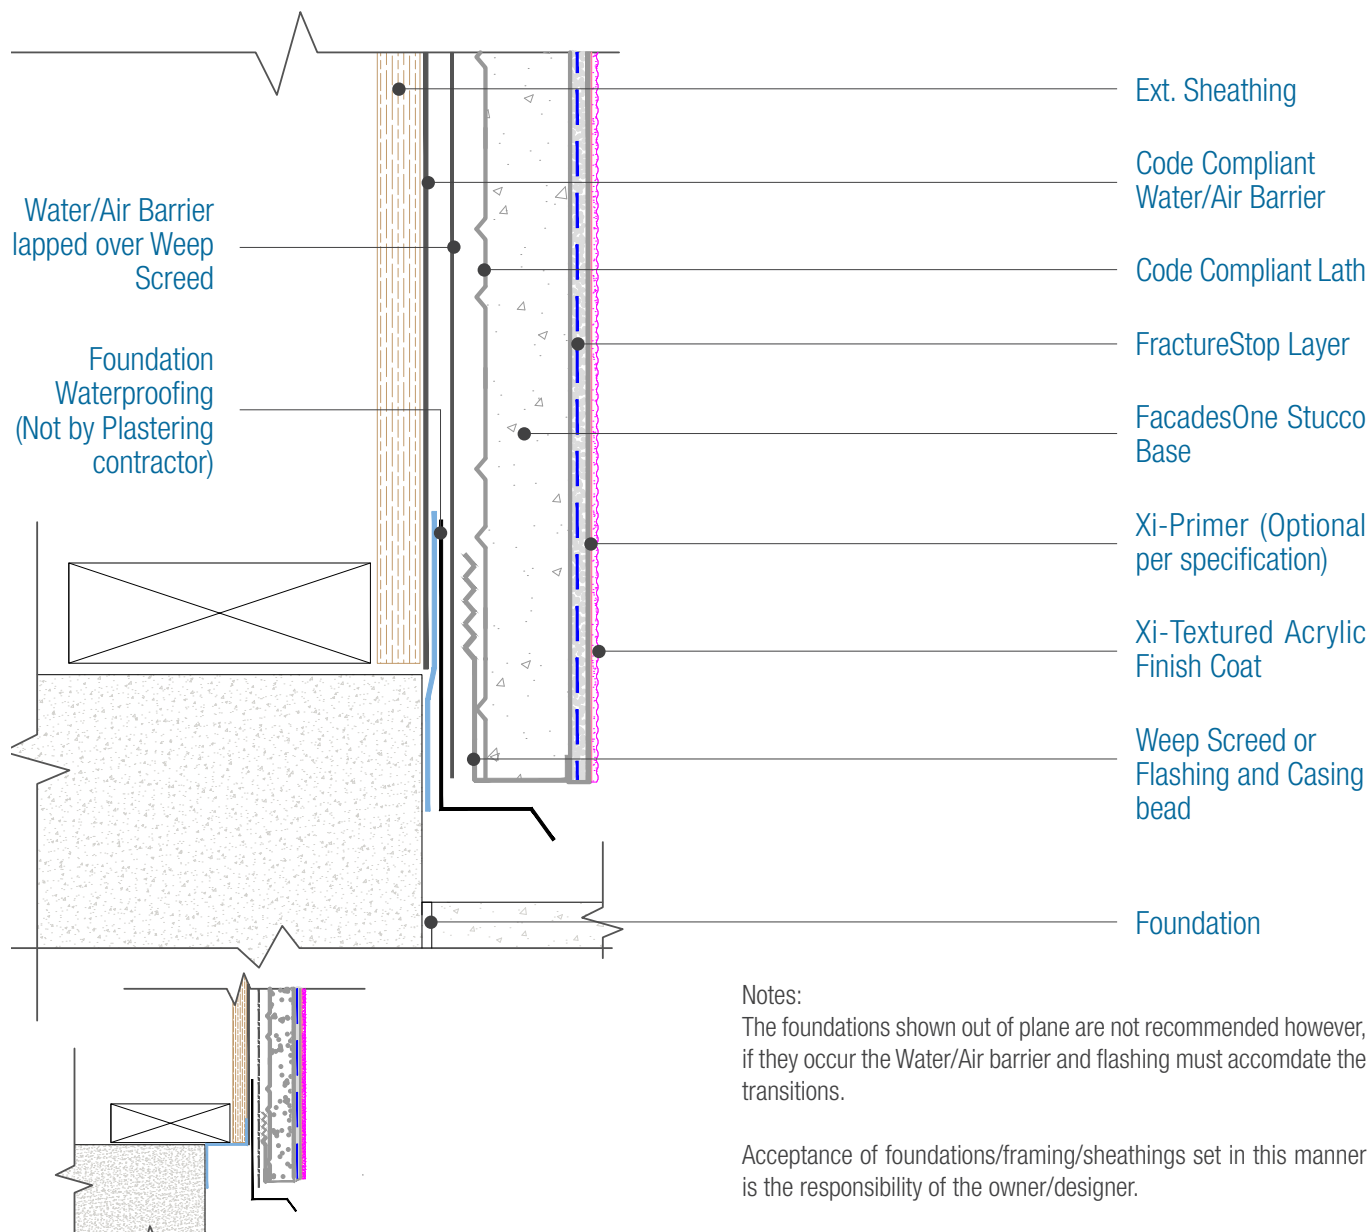 Water/Air Barrier
lapped over Weep
Screed
Foundation
Waterproofing
(Not by Plastering
contractor)
Ext. Sheathing
Code Compliant
Water/Air Barrier
Code Compliant Lath
FractureStop Layer
FacadesOne Stucco
Base
Xi-Primer (Optional
per specification)
Xi-Textured Acrylic
Finish Coat
Weep Screed or
Flashing and Casing
bead
Foundation
Notes:
The foundations shown out of plane are not recommended however,
if they occur the Water/Air barrier and flashing must accomdate the
transitions.
Acceptance of foundations/framing/sheathings set in this manner
is the responsibility of the owner/designer.